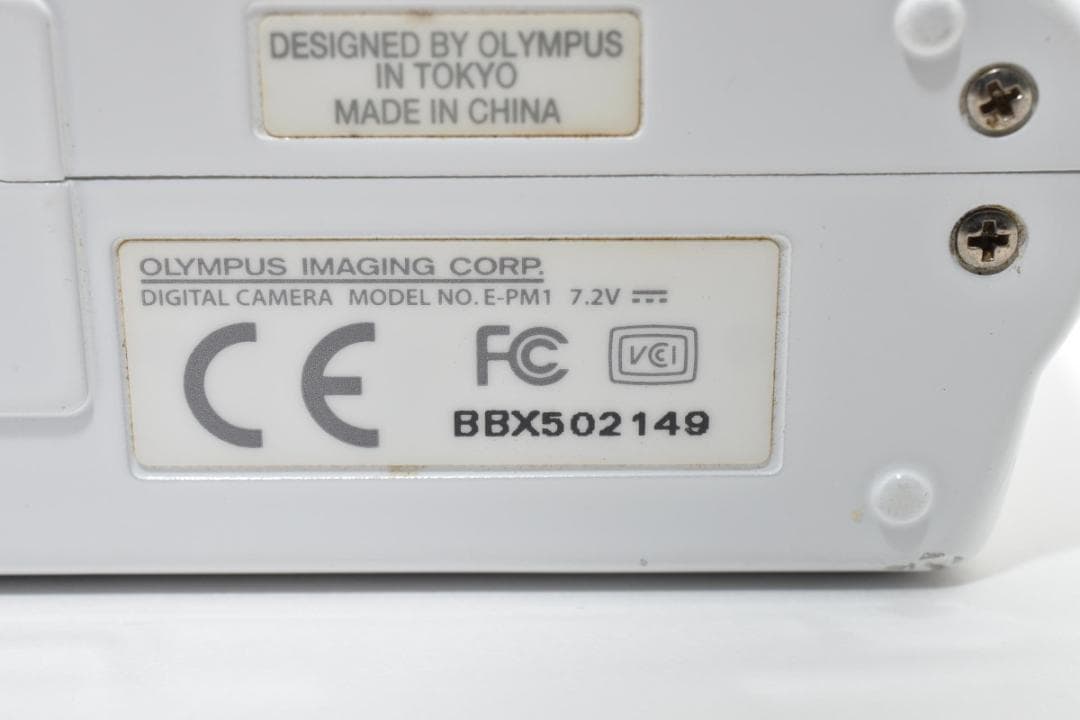 DESIGNED BY OLYMPUS
IN TOKYO
MADE IN CHINA
OLYMPUS IMAGING CORP.
DIGITAL CAMERA MODEL NO. E-PM1 7.2V
CE FC VCCI
BBX502149